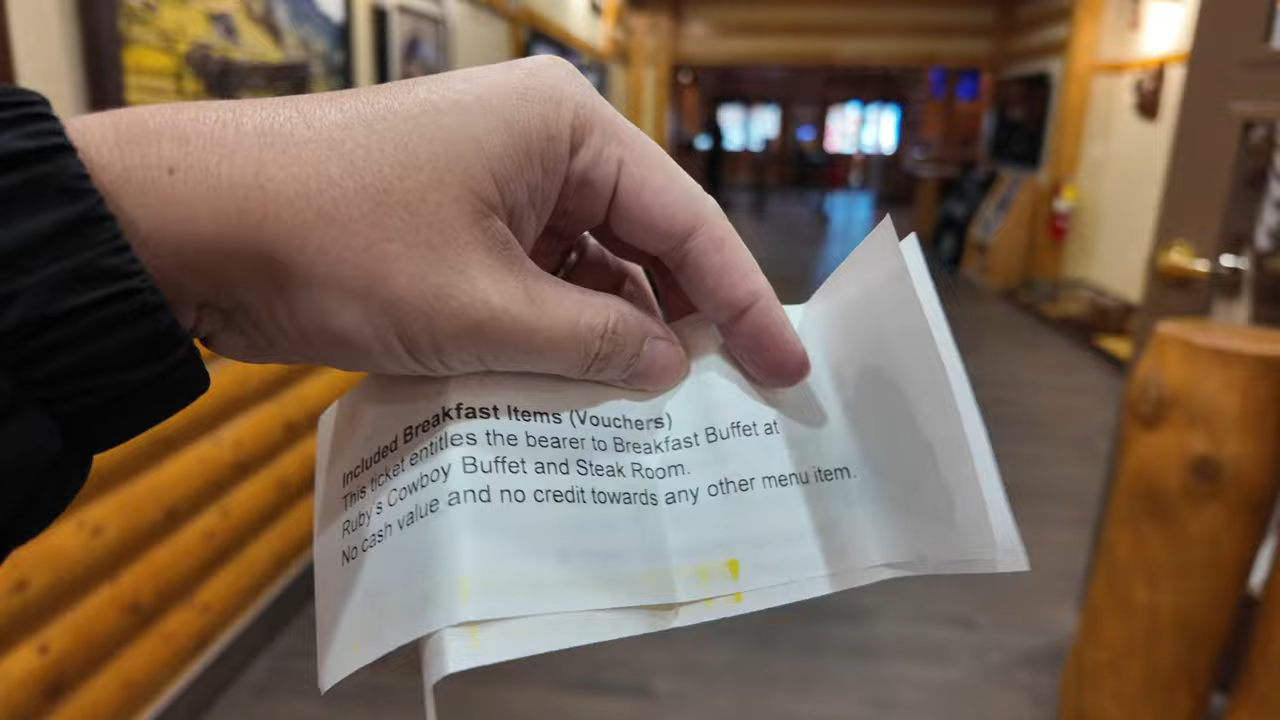 Included Breakfast Items (Vouchers)
This ticket entitles the bearer to Breakfast Buffet at
Ruby's Cowboy Buffet and Steak Room.
No cash value and no credit towards any other menu item.